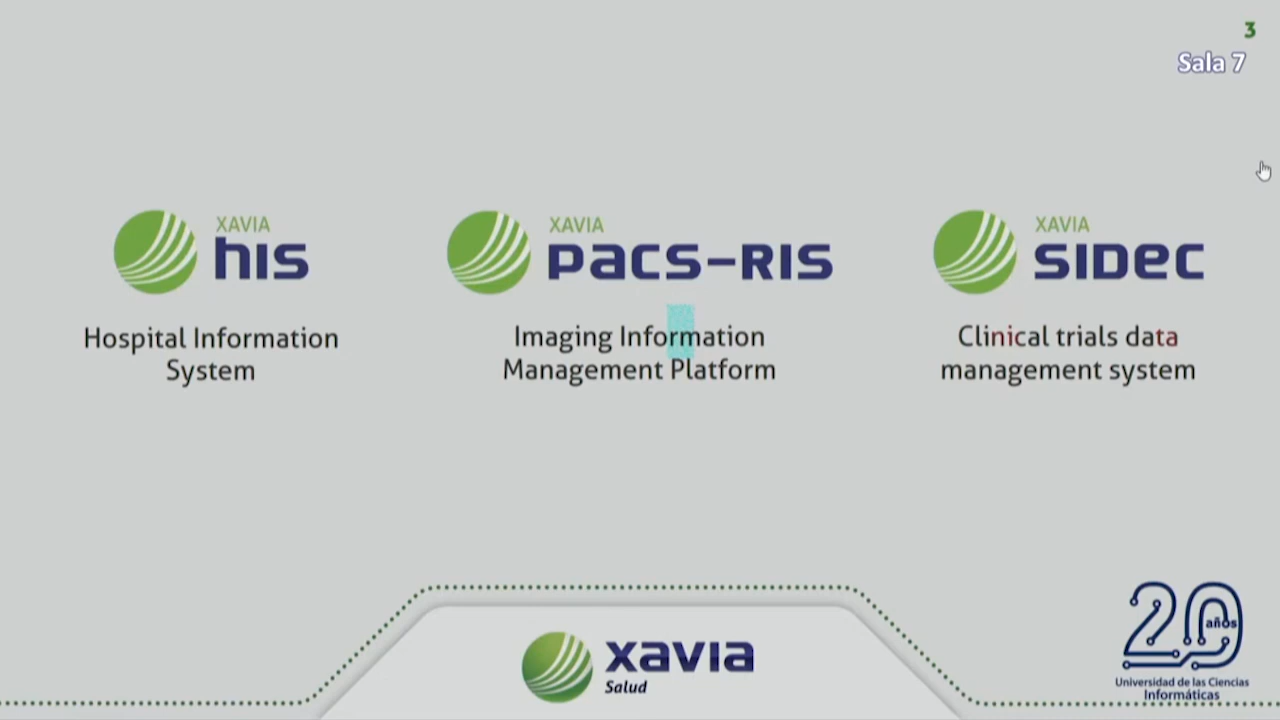 3
Sala 7
XAVIA
HIS
Hospital Information
System
XAVIA
PACS-RIS
Imaging Information
Management Platform
XAVIA
SIDEC
Clinical trials data
management system
xavia
Salud
20
años
Universidad de las Ciencias
Informáticas